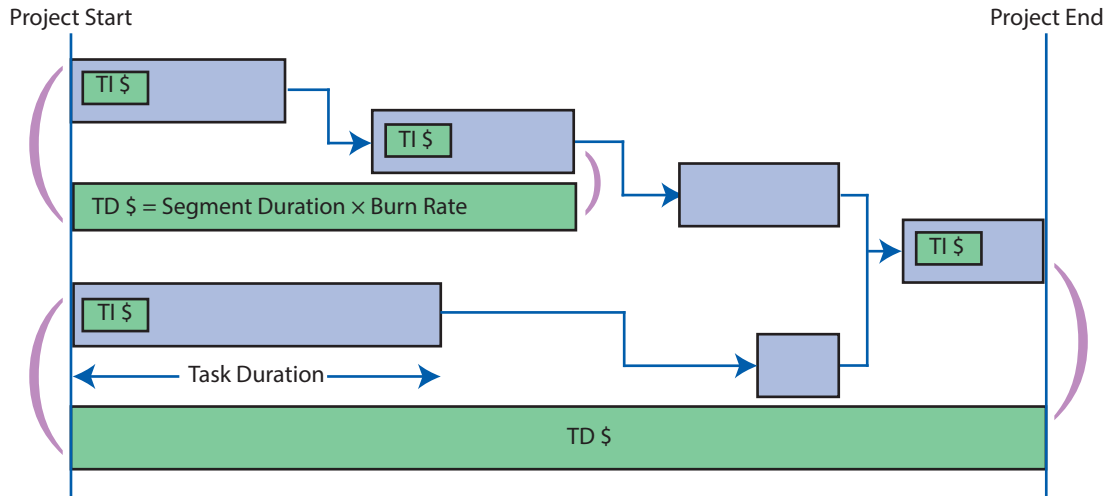 Project Start
Project End
TI $
TI $
TD $ = Segment Duration × Burn Rate
TI $
TI $
Task Duration
TD $